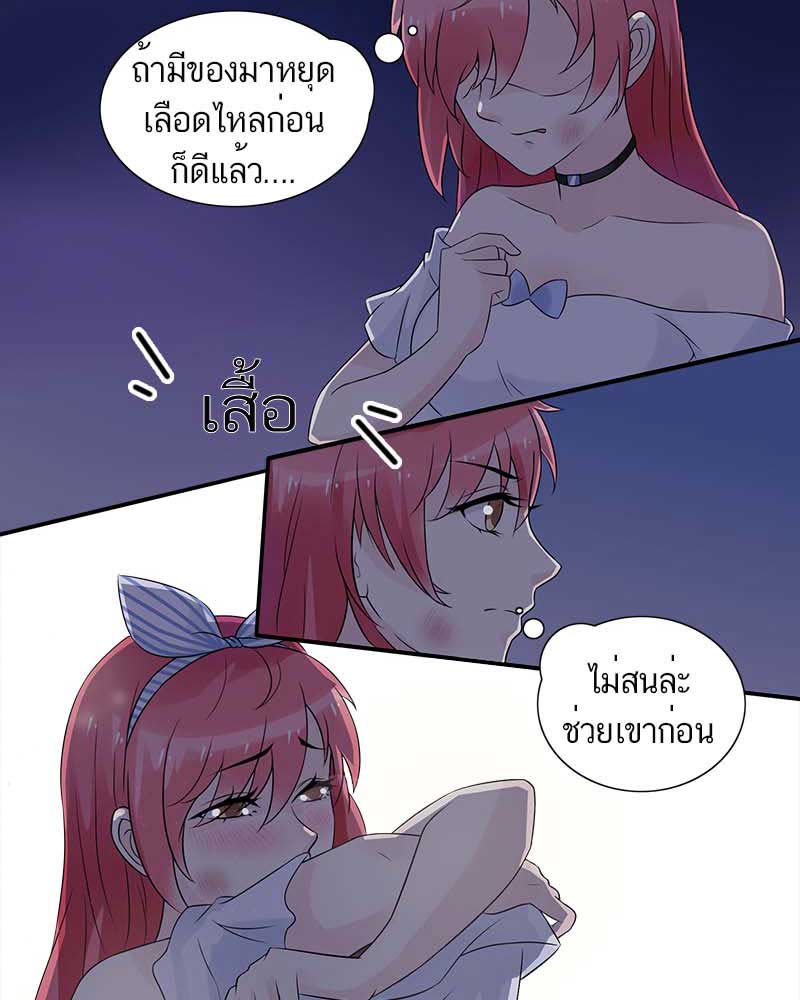 ถ้ามีของมาหยุด
เลือดไหลก่อน
ก็ดีแล้ว....
เสื้อ
ไม่สนล่ะ
ช่วยเขาก่อน